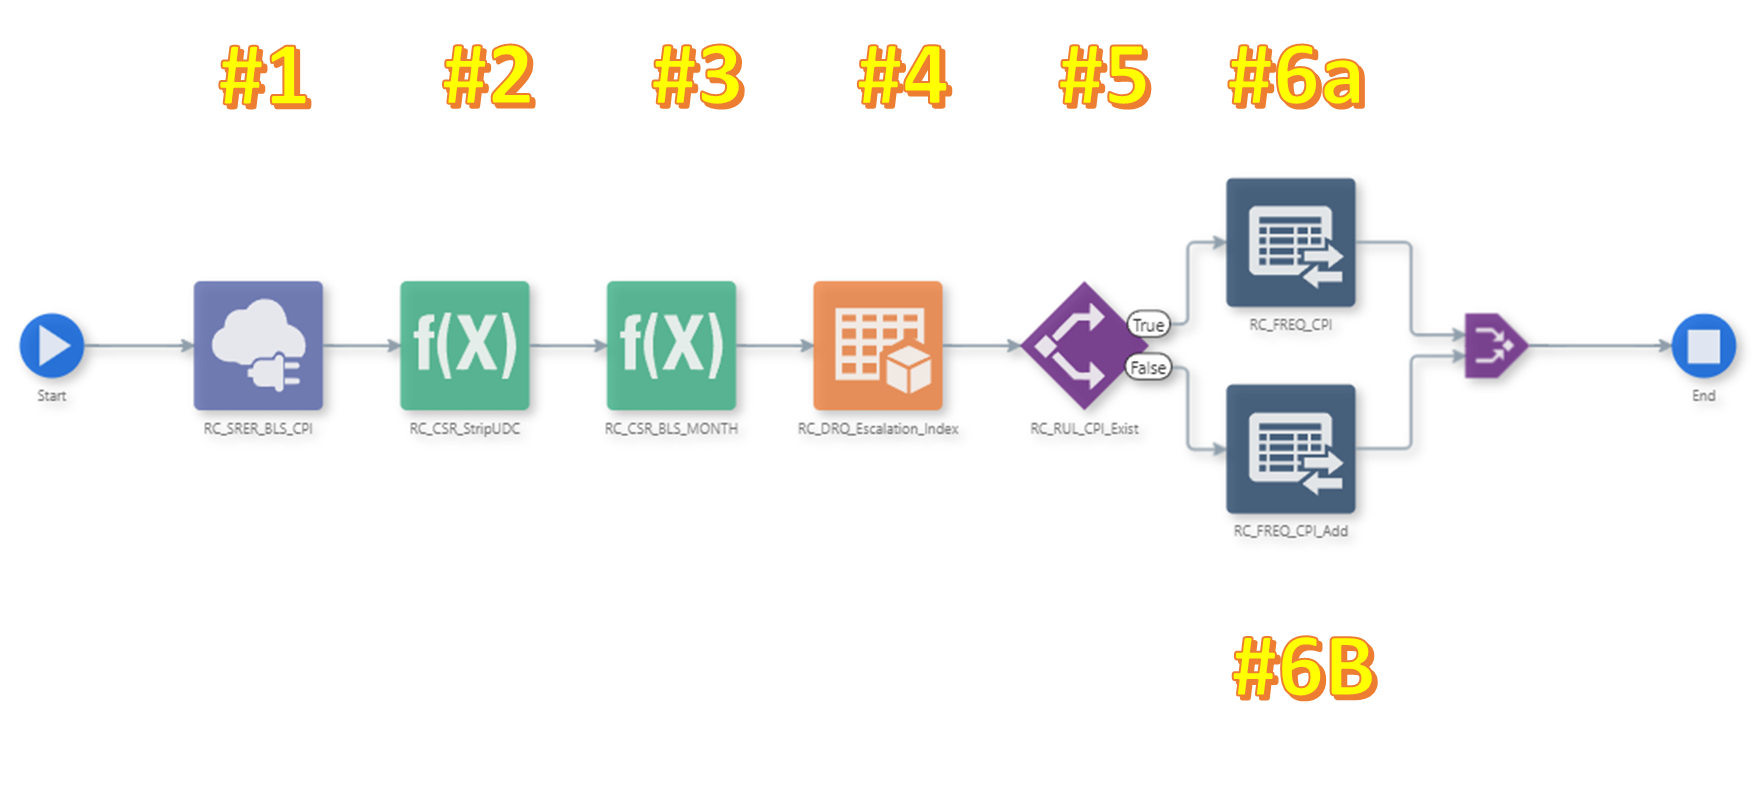 #1 #2 #3 #4 #5 #6a
Start
RC_SRER_BLS_CPI
f(X)
RC_CSR_StripUDC
f(X)
RC_CSR_BLS_MONTH
RC_DRQ_Escalation_Index
RC_RUL_CPI_Exist
True
False
RC_FREQ_CPI
RC_FREQ_CPI_Add
End
#6B